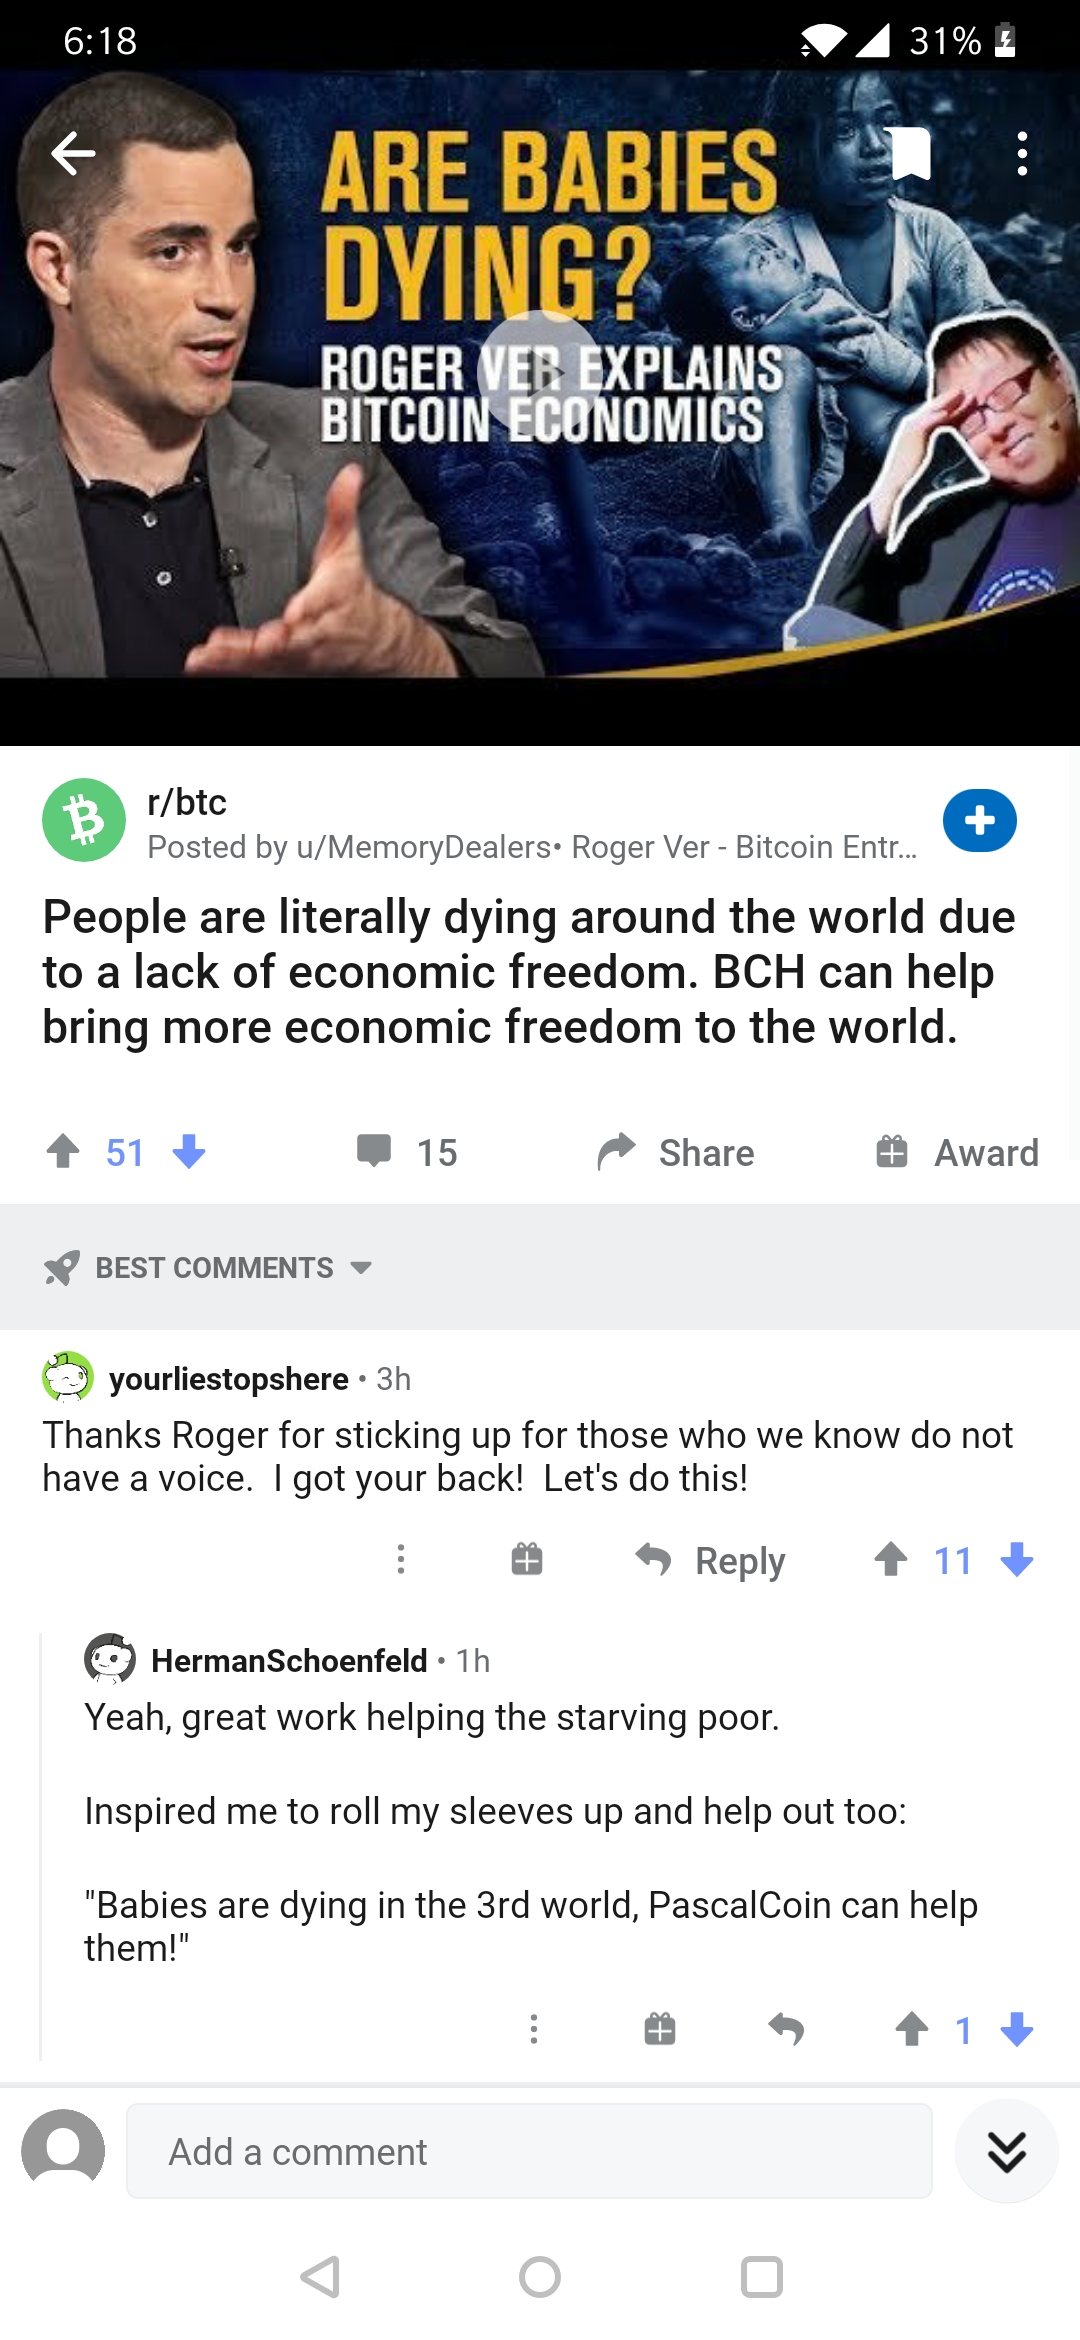 6:18
31%
ARE BABIES
DYING?
ROGER VER EXPLAINS
BITCOIN ECONOMICS
r/btc
Posted by u/MemoryDealers• Roger Ver - Bitcoin Entr...
People are literally dying around the world due
to a lack of economic freedom. BCH can help
bring more economic freedom to the world.
51
15
Share
Award
BEST COMMENTS
yourliestopshere • 3h
Thanks Roger for sticking up for those who we know do not
have a voice.  I got your back!  Let's do this!
Reply
11
HermanSchoenfeld • 1h
Yeah, great work helping the starving poor.
Inspired me to roll my sleeves up and help out too:
"Babies are dying in the 3rd world, PascalCoin can help
them!"
1
Add a comment